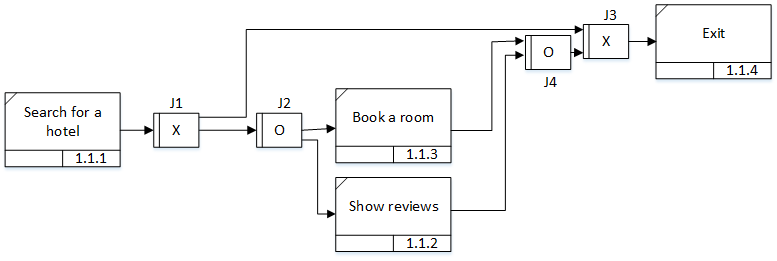 J3
Exit
X
O
1.1.4
J4
J1
J2
Search for a
hotel
Book a room
X
O
1.1.1
1.1.3
Show reviews
1.1.2